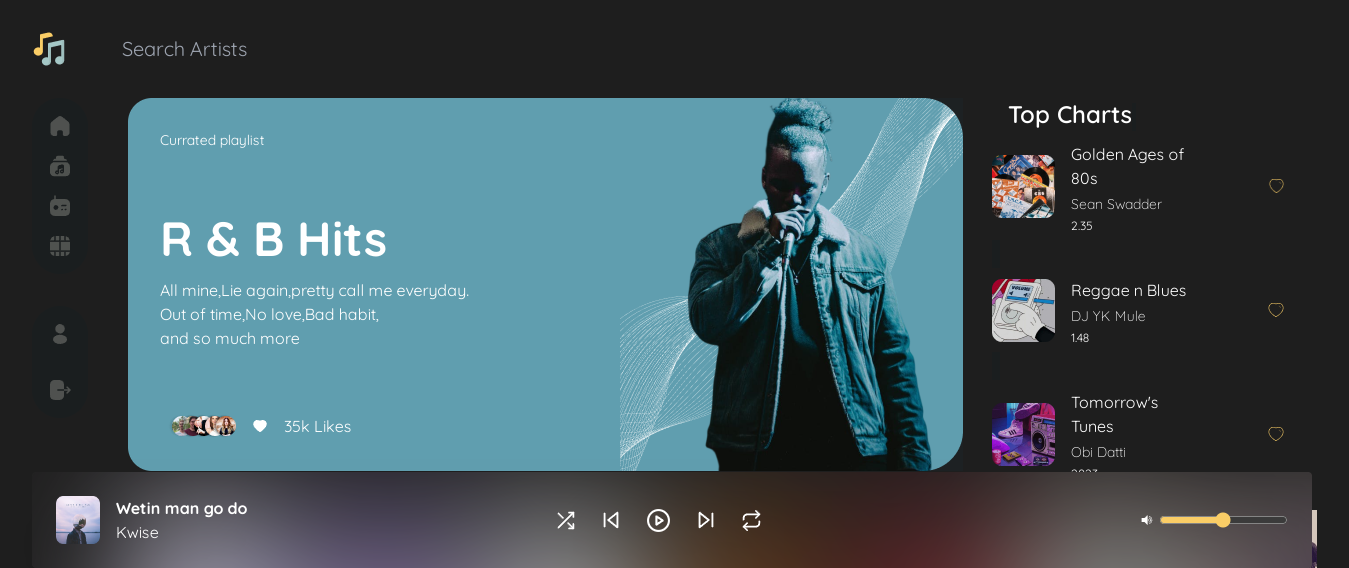 Search Artists
Currated playlist
R & B Hits
All mine,Lie again,pretty call me everyday.
Out of time,No love,Bad habit,
and so much more
35k Likes
Top Charts
Golden Ages of
80s
Sean Swadder
2.35
Reggae n Blues
DJ YK Mule
1.48
Tomorrow's
Tunes
Obi Datti
Wetin man go do
Kwise